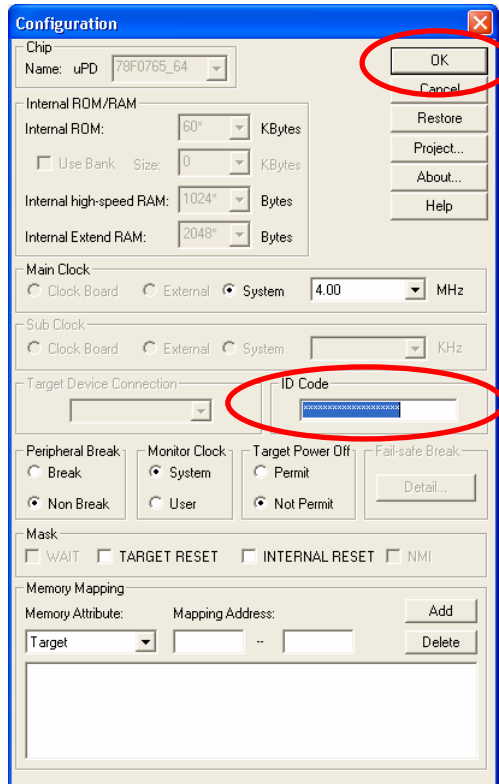 Configuration
Chip
Name: uPD 78F0765_64
OK
Cancel
Restore
Project...
About...
Help
Internal ROM/RAM
Internal ROM: 60* KBytes
Use Bank Size: 0 KBytes
Internal high-speed RAM: 1024* Bytes
Internal Extend RAM: 2048* Bytes
Main Clock
Clock Board External System 4.00 MHz
Sub Clock
Clock Board External System KHz
Target Device Connection
ID Code
********************
Peripheral Break
Break
Non Break
Monitor Clock
System
User
Target Power Off
Permit
Not Permit
Fail-safe Break
Detail...
Mask
WAIT TARGET RESET INTERNAL RESET NMI
Memory Mapping
Memory Attribute: Mapping Address:
Target --
Add
Delete